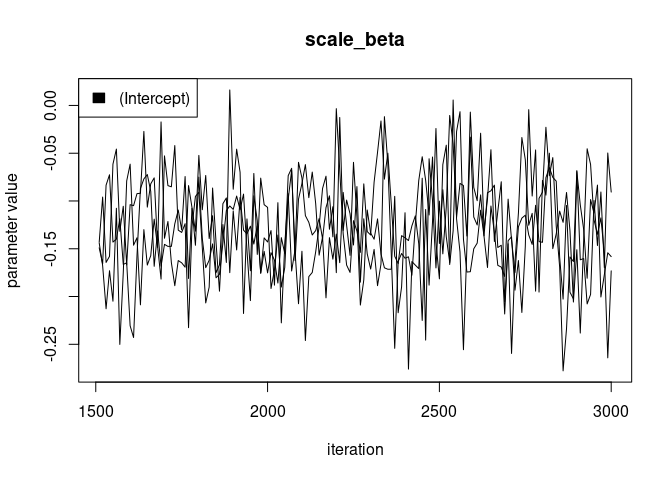 scale_beta
(Intercept)
0.00
-0.05
-0.15
-0.25
parameter value
1500 2000 2500 3000
iteration